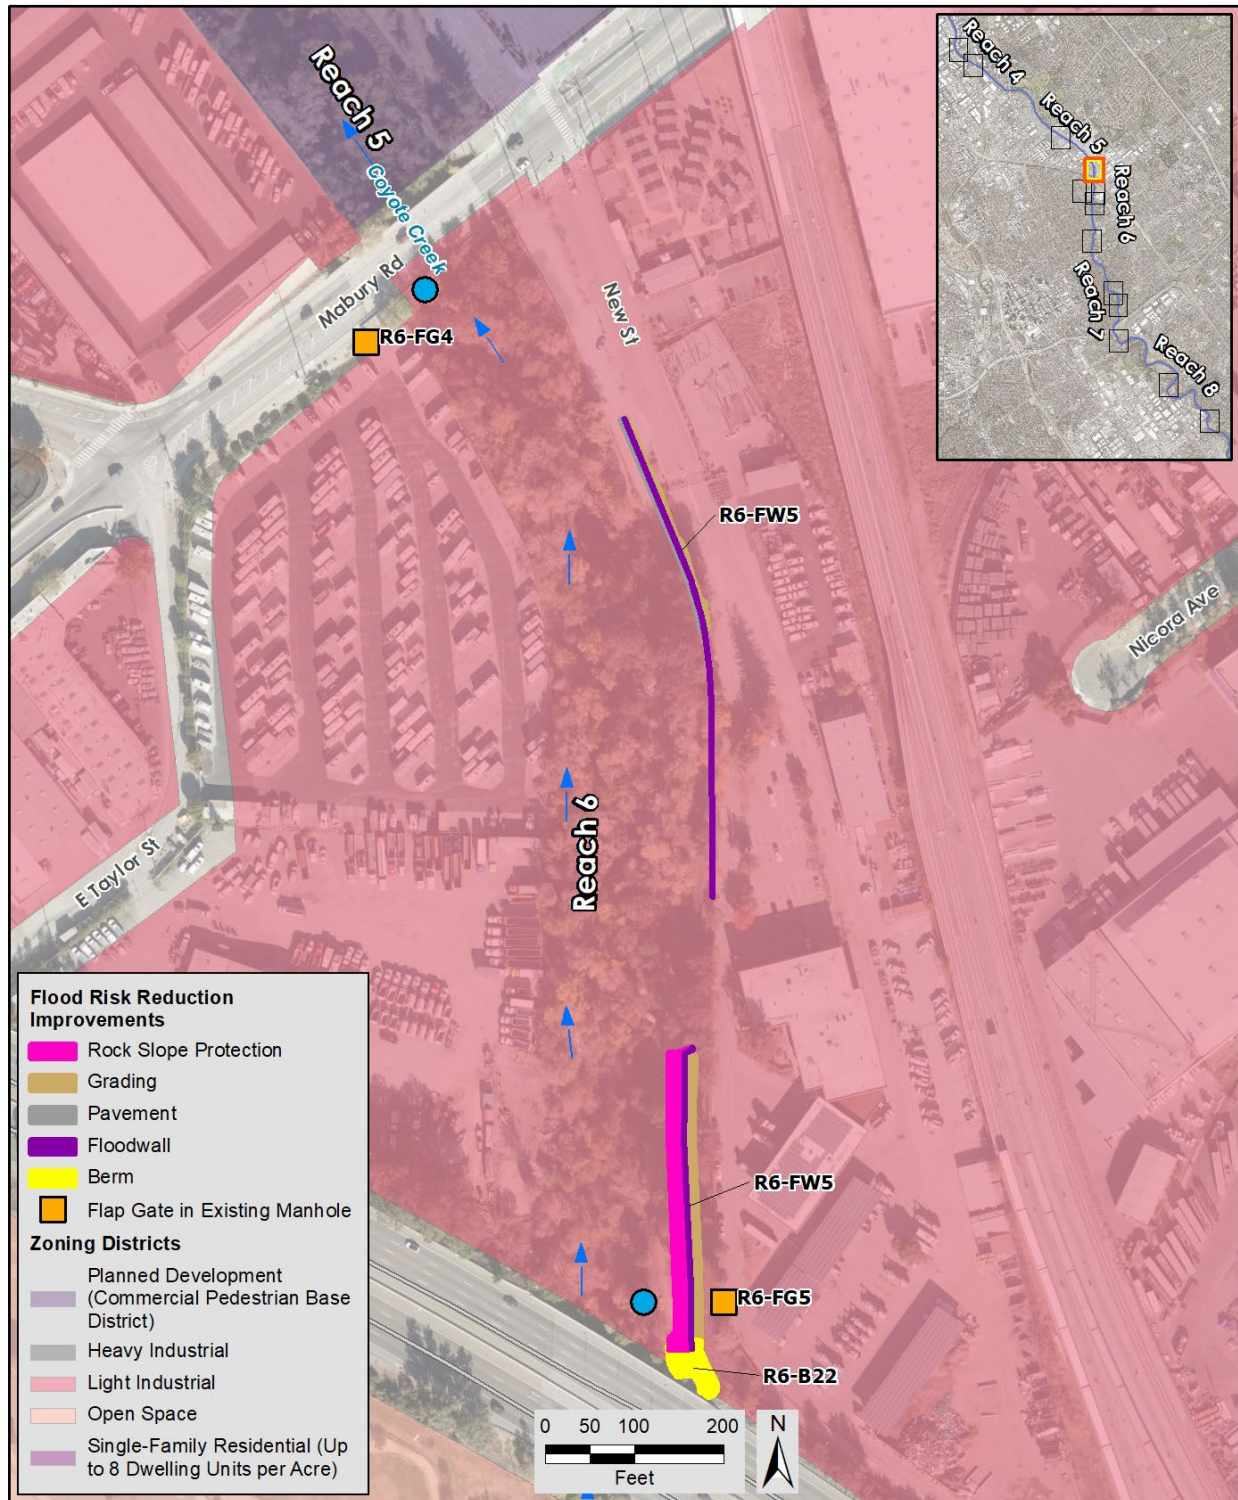 Reach 5
Coyote Creek
Mabury Rd
R6-FG4
New St
R6-FW5
Nicora Ave
Reach 6
E Taylor St
R6-FW5
R6-FG5
R6-B22
Reach 4
Reach 5
Reach 6
Reach 7
Reach 8
Flood Risk Reduction
Improvements
Rock Slope Protection
Grading
Pavement
Floodwall
Berm
Flap Gate in Existing Manhole
Zoning Districts
Planned Development
(Commercial Pedestrian Base
District)
Heavy Industrial
Light Industrial
Open Space
Single-Family Residential (Up
to 8 Dwelling Units per Acre)
0 50 100 200
Feet
N